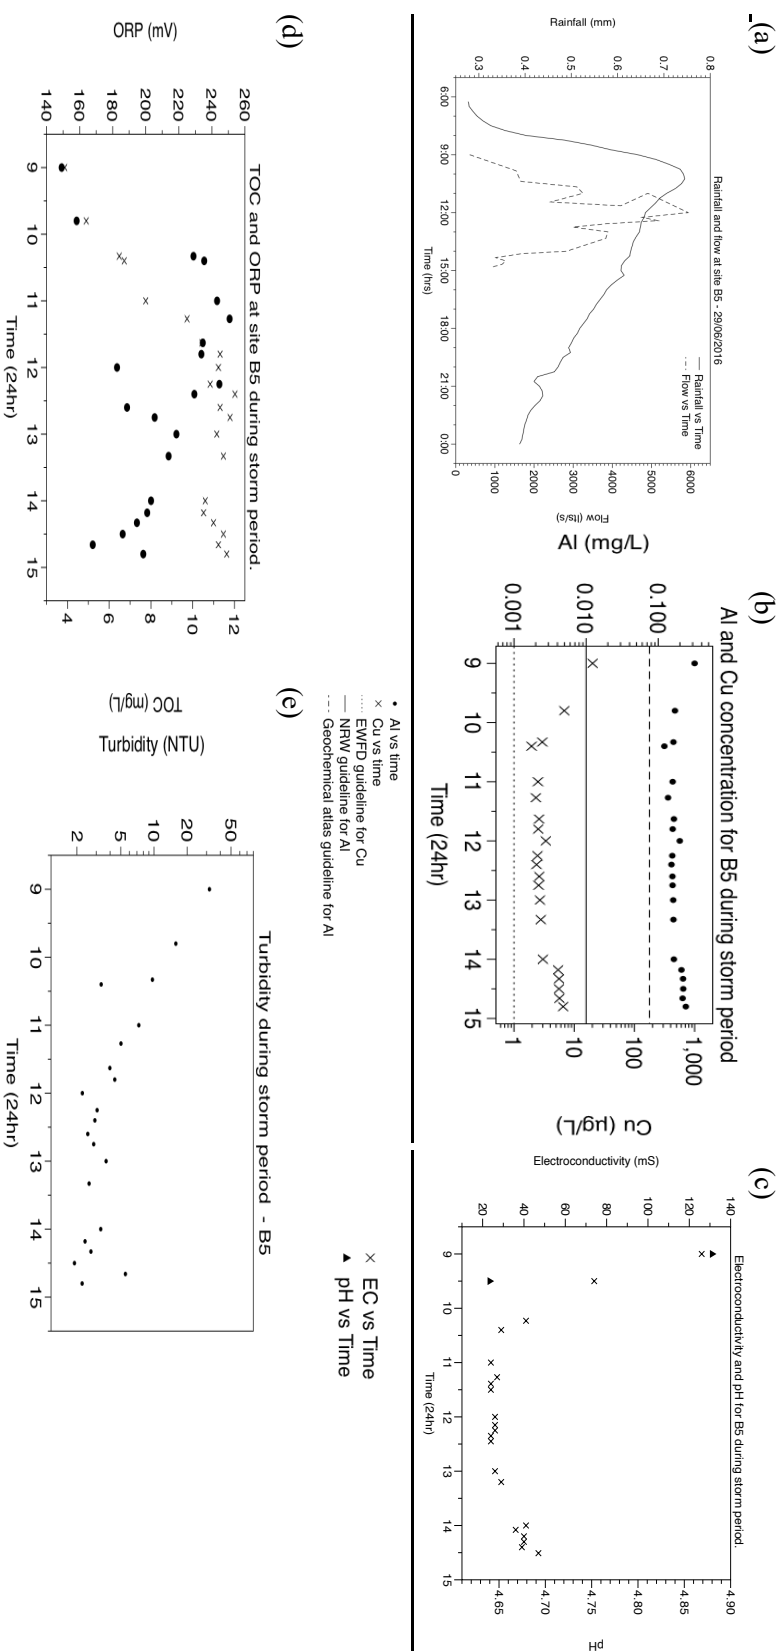 (a)
Rainfall and flow at site B5 - 29/06/2016
Rainfall vs Time
Flow vs Time
Rainfall (mm)
0.3 0.4 0.5 0.6 0.7 0.8
6:00 9:00 12:00 15:00 18:00 21:00 0:00
Time (hrs)
0 1000 2000 3000 4000 5000 6000
Flow (lts/s)
(b)
Al and Cu concentration for B5 during storm period
Al (mg/L)
0.001 0.010 0.100
9 10 11 12 13 14 15
Time (24hr)
1 10 100 1,000
Cu (µg/L)
Al vs time
Cu vs time
EWFD guideline for Cu
NRW guideline for Al
Geochemical atlas guideline for Al
(c)
Electroconductivity and pH for B5 during storm period.
Electroconductivity (mS)
20 40 60 80 100 120 140
9 10 11 12 13 14 15
Time (24hr)
4.65 4.70 4.75 4.80 4.85 4.90
pH
EC vs Time
pH vs Time
(d)
TOC and ORP at site B5 during storm period.
ORP (mV)
140 160 180 200 220 240 260
9 10 11 12 13 14 15
Time (24hr)
4 6 8 10 12
TOC (mg/L)
(e)
Turbidity during storm period - B5
Turbidity (NTU)
2 5 10 20 50
9 10 11 12 13 14 15
Time (24hr)